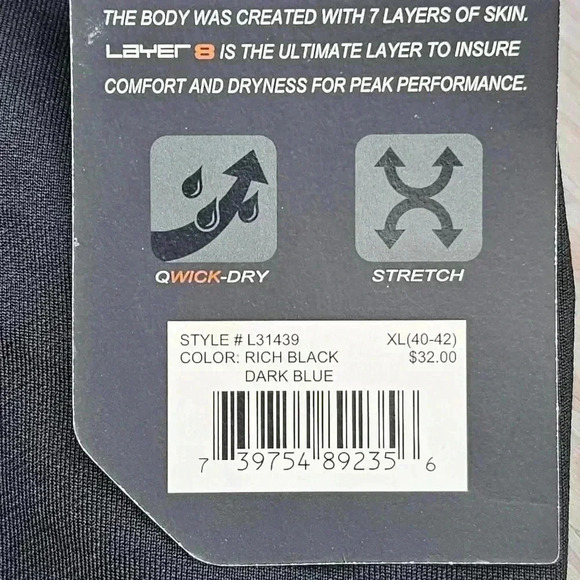 THE BODY WAS CREATED WITH 7 LAYERS OF SKIN.
LAYER 8 IS THE ULTIMATE LAYER TO INSURE
COMFORT AND DRYNESS FOR PEAK PERFORMANCE.
QWICK-DRY STRETCH
STYLE # L31439 XL(40-42)
COLOR: RICH BLACK $32.00
DARK BLUE
7 39754 89235 6